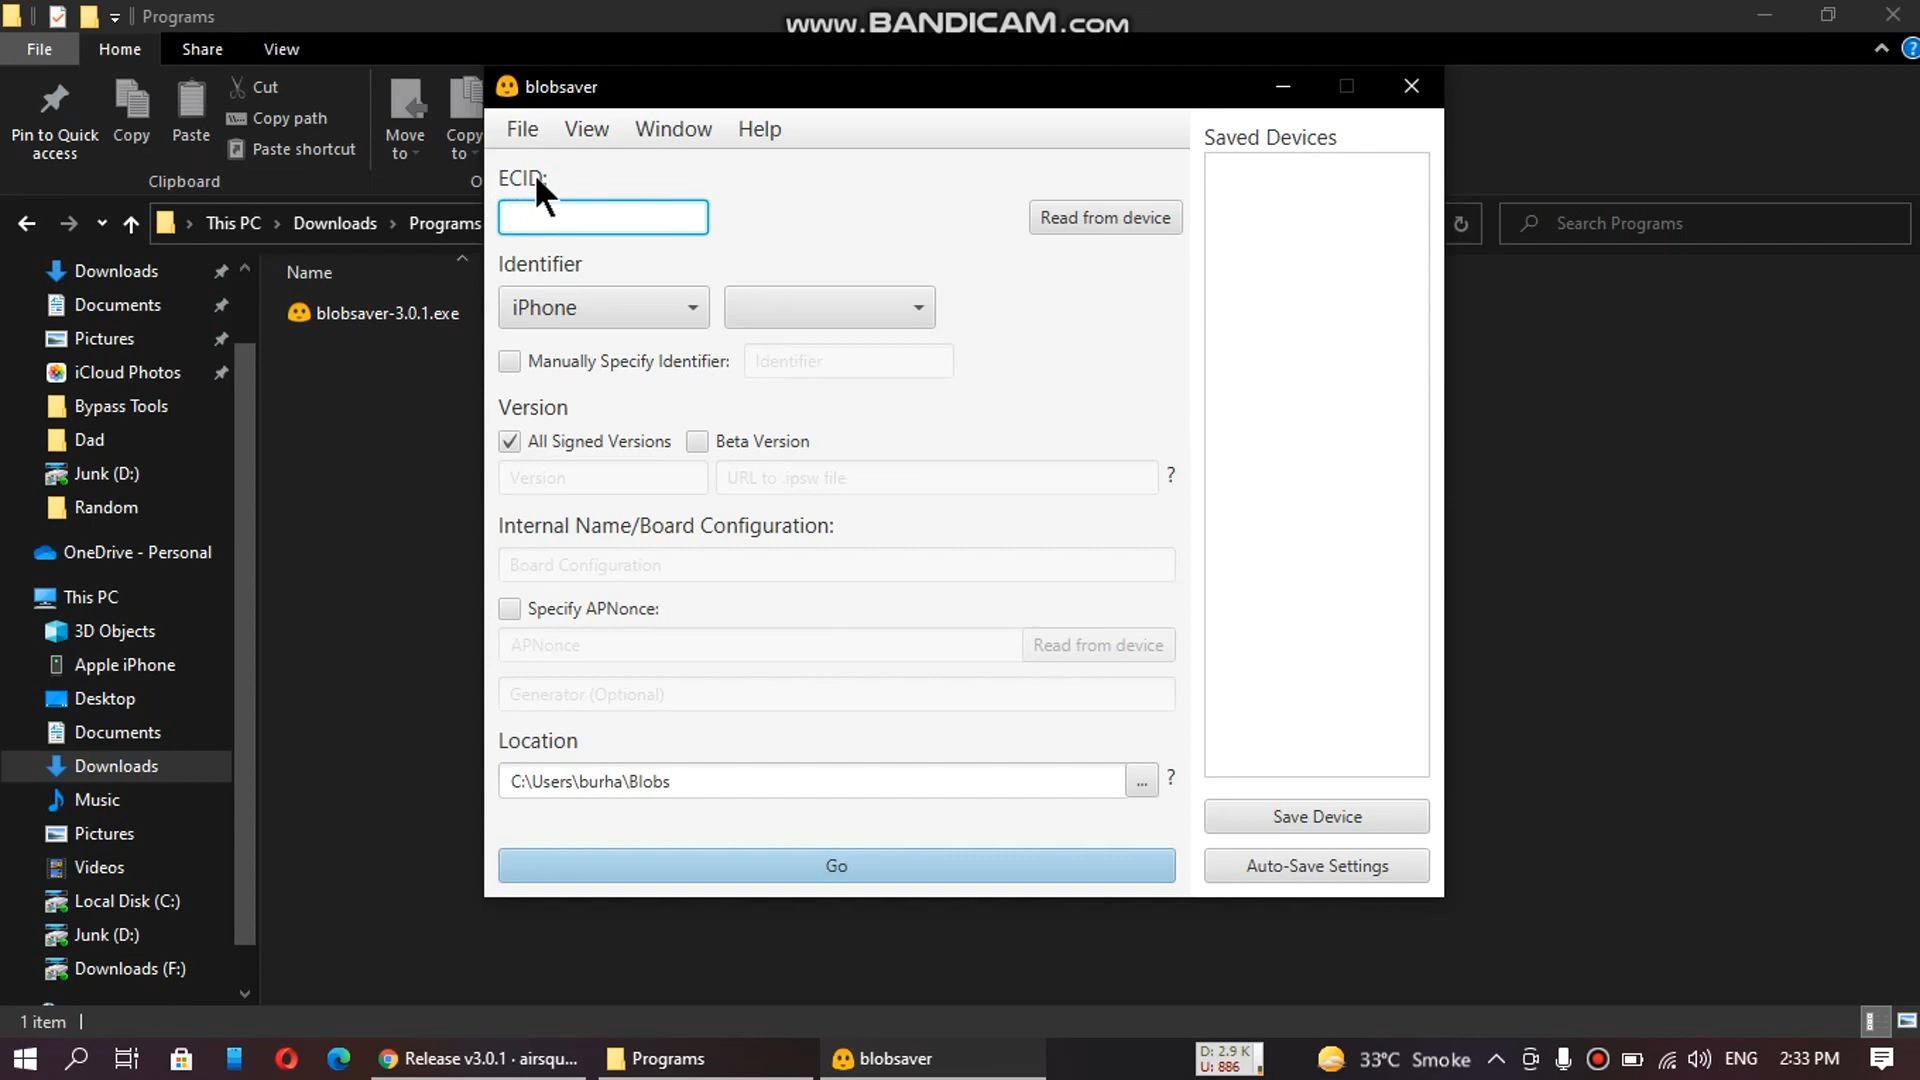 Programs
www.BANDICAM.com
File
Home
Share
View
Pin to Quick access
Copy
Paste
Cut
Copy path
Paste shortcut
Move to
Copy to
Clipboard
This PC
Downloads
Programs
Search Programs
Name
blobsaver-3.0.1.exe
Downloads
Documents
Pictures
iCloud Photos
Bypass Tools
Dad
Junk (D:)
Random
OneDrive - Personal
This PC
3D Objects
Apple iPhone
Desktop
Documents
Downloads
Music
Pictures
Videos
Local Disk (C:)
Junk (D:)
Downloads (F:)
1 item
blobsaver
File
View
Window
Help
ECID:
Read from device
Identifier
iPhone
Manually Specify Identifier:
Identifier
Version
All Signed Versions
Beta Version
Version
URL to .ipsw file
?
Internal Name/Board Configuration:
Board Configuration
Specify APNonce:
APNonce
Read from device
Generator (Optional)
Location
C:\Users\burha\Blobs
...
?
Go
Saved Devices
Save Device
Auto-Save Settings
Release v3.0.1 · airsqu...
Programs
blobsaver
D: 2.9 K
U: 886
33°C Smoke
ENG
2:33 PM